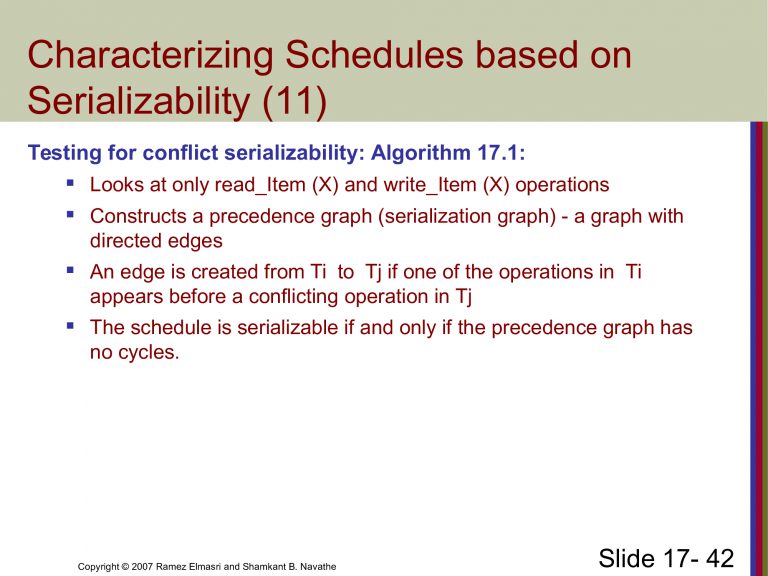 Characterizing Schedules based on
Serializability (11)
Testing for conflict serializability: Algorithm 17.1:
▪ Looks at only read_Item (X) and write_Item (X) operations
▪ Constructs a precedence graph (serialization graph) - a graph with
directed edges
▪ An edge is created from Ti to Tj if one of the operations in Ti
appears before a conflicting operation in Tj
▪ The schedule is serializable if and only if the precedence graph has
no cycles.
Copyright © 2007 Ramez Elmasri and Shamkant B. Navathe
Slide 17- 42